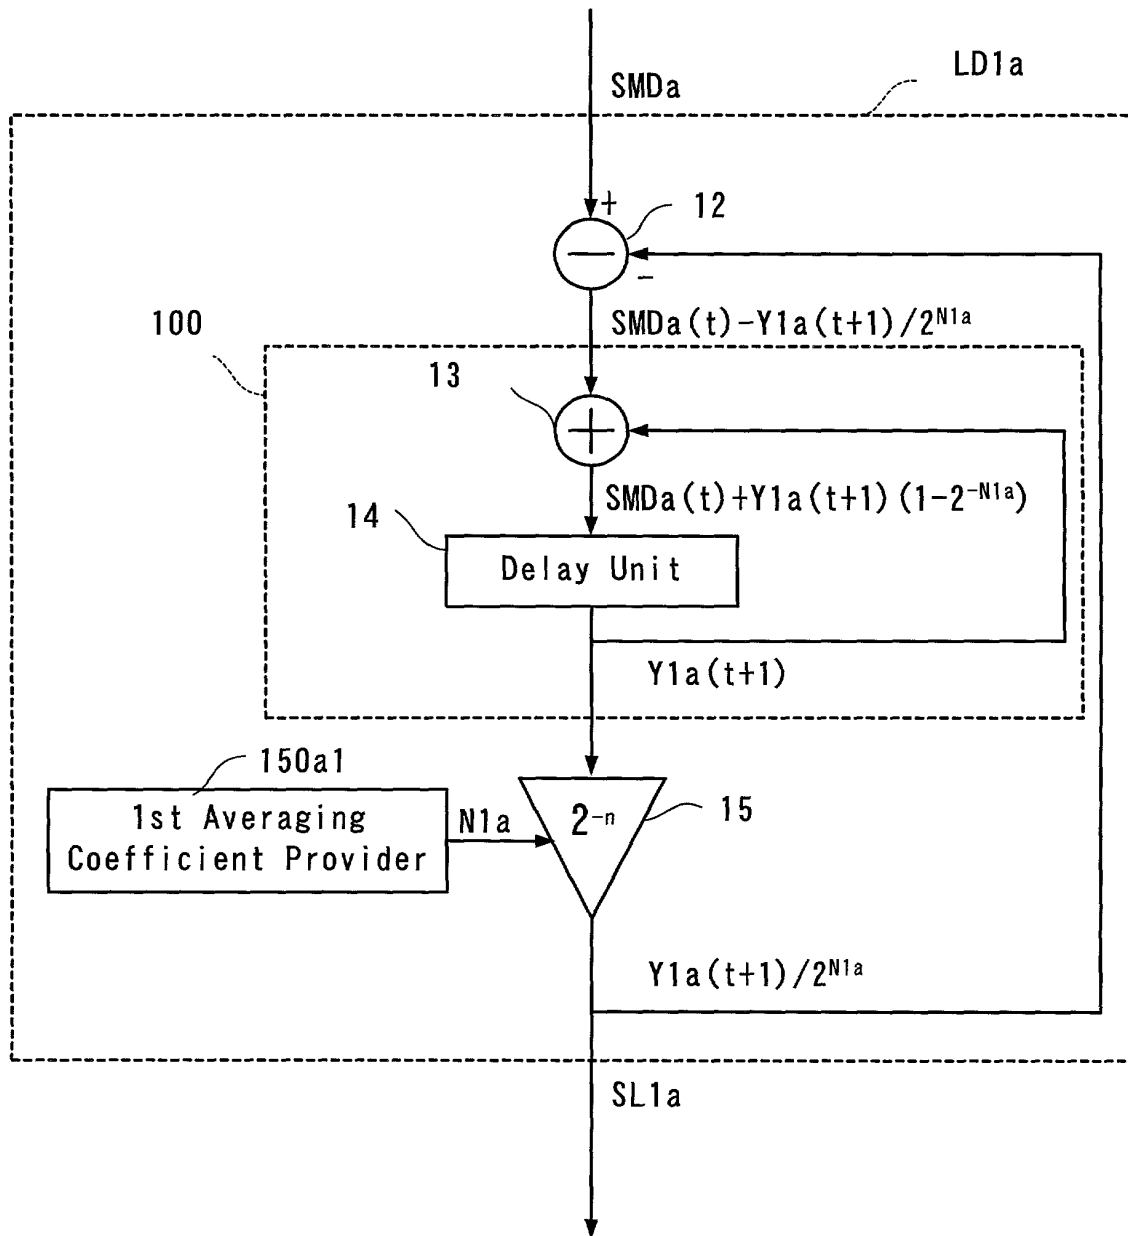 LD1a
SMDa
+
12
−
-
SMDa(t)-Y1a(t+1)/2^N1a
100
13
+
SMDa(t)+Y1a(t+1)(1-2^-N1a)
14
Delay Unit
Y1a(t+1)
150a1
1st Averaging
Coefficient Provider
N1a
2^-n
15
Y1a(t+1)/2^N1a
SL1a